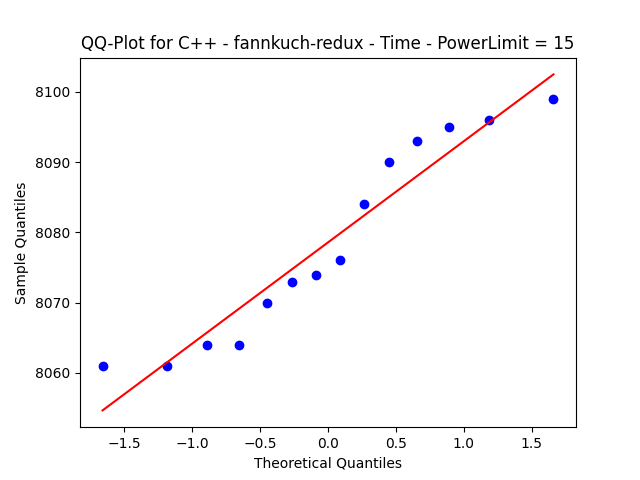 QQ-Plot for C++ - fannkuch-redux - Time - PowerLimit = 15
8100
8090
8080
8070
8060
Sample Quantiles
−1.5 −1.0 −0.5 0.0 0.5 1.0 1.5
Theoretical Quantiles